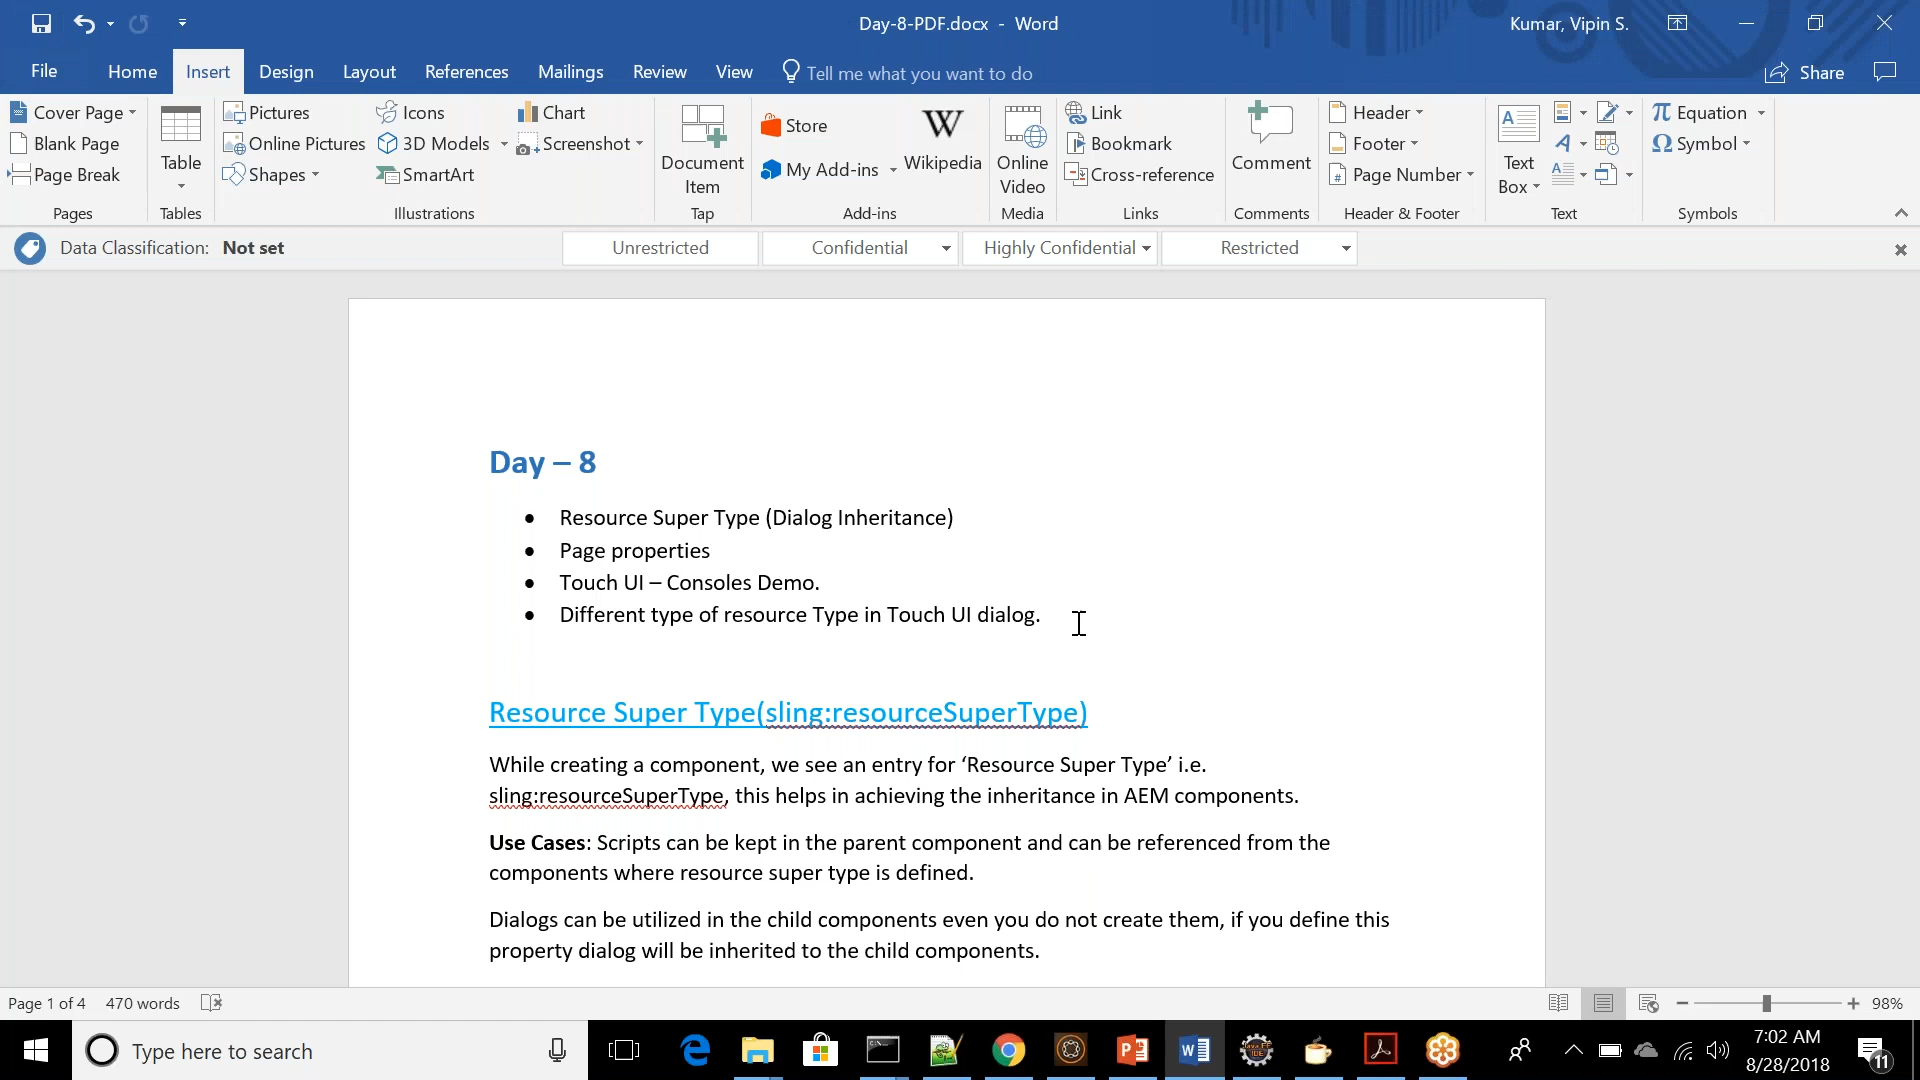 Day-8-PDF.docx - Word
Kumar, Vipin S.
File Home Insert Design Layout References Mailings Review View Tell me what you want to do
Share
Cover Page
Blank Page
Page Break
Pages
Table
Tables
Pictures
Online Pictures
Shapes
Icons
3D Models
SmartArt
Chart
Screenshot
Illustrations
Document
Item
Tap
Store
My Add-ins
W
Wikipedia
Add-ins
Online
Video
Media
Link
Bookmark
Cross-reference
Links
Comment
Comments
Header
Footer
Page Number
Header & Footer
Text
Box
Text
π Equation
Ω Symbol
Symbols
Data Classification: Not set
Unrestricted
Confidential
Highly Confidential
Restricted
Day – 8
• Resource Super Type (Dialog Inheritance)
• Page properties
• Touch UI – Consoles Demo.
• Different type of resource Type in Touch UI dialog.
Resource Super Type(sling:resourceSuperType)
While creating a component, we see an entry for ‘Resource Super Type’ i.e.
sling:resourceSuperType, this helps in achieving the inheritance in AEM components.
Use Cases: Scripts can be kept in the parent component and can be referenced from the
components where resource super type is defined.
Dialogs can be utilized in the child components even you do not create them, if you define this
property dialog will be inherited to the child components.
Page 1 of 4 470 words
98%
Type here to search
7:02 AM
8/28/2018
11